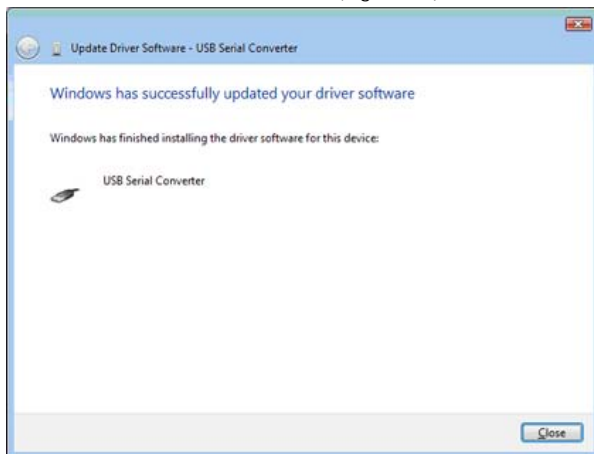 Update Driver Software - USB Serial Converter
Windows has successfully updated your driver software
Windows has finished installing the driver software for this device:
USB Serial Converter
Close